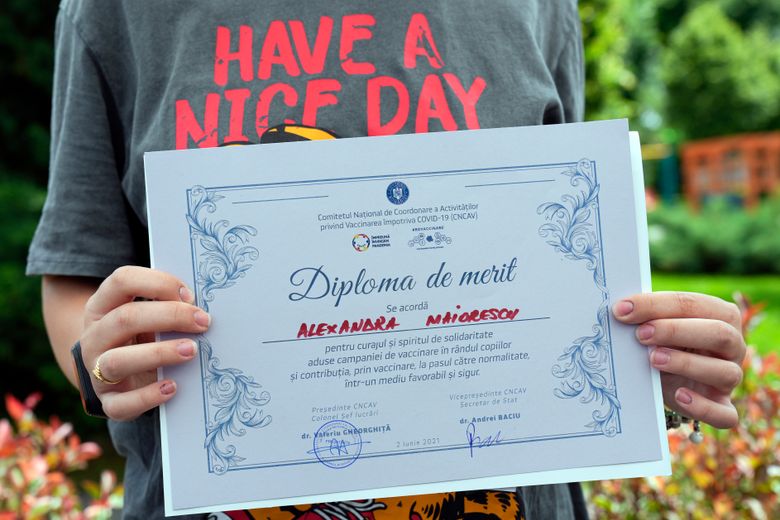 HAVE A
NICE DAY
Comitetul Național de Coordonare a Activităților
privind Vaccinarea împotriva COVID-19 (CNCAV)
ÎMPREUNĂ
ÎNVINGEM
PANDEMIA
#ROVACCINARE
Diploma de merit
Se acordă
ALEXANDRA MAIORESCU
pentru curajul și spiritul de solidaritate
aduse campaniei de vaccinare în rândul copiilor
și contribuția, prin vaccinare, la pasul către normalitate,
într-un mediu favorabil și sigur.
Președinte CNCAV
Colonel Șef lucrări
dr. Valeriu GHEORGHIȚĂ
2 iunie 2021
Vicepreședinte CNCAV
Secretar de Stat
dr. Andrei BACIU